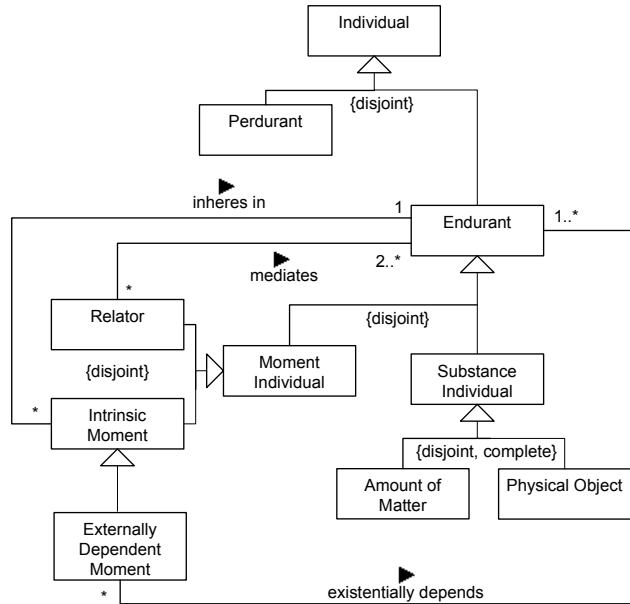 Individual
{disjoint}
Perdurant
inheres in
1
Endurant
1..*
mediates
2..*
*
Relator
{disjoint}
{disjoint}
Moment
Individual
Substance
Individual
*
Intrinsic
Moment
{disjoint, complete}
Amount of
Matter
Physical Object
Externally
Dependent
Moment
*
existentially depends